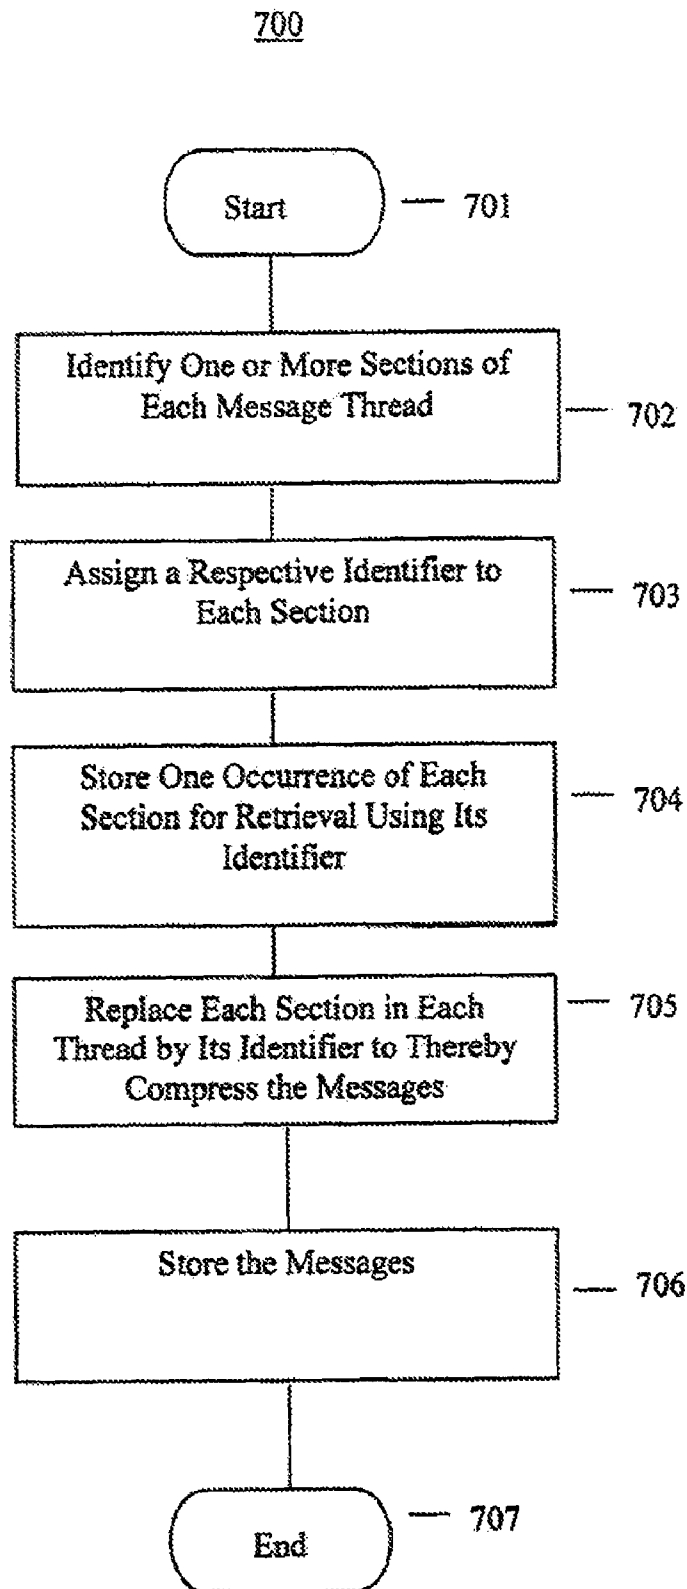 700
Start
701
Identify One or More Sections of
Each Message Thread
702
Assign a Respective Identifier to
Each Section
703
Store One Occurrence of Each
Section for Retrieval Using Its
Identifier
704
Replace Each Section in Each
Thread by Its Identifier to Thereby
Compress the Messages
705
Store the Messages
706
End
707